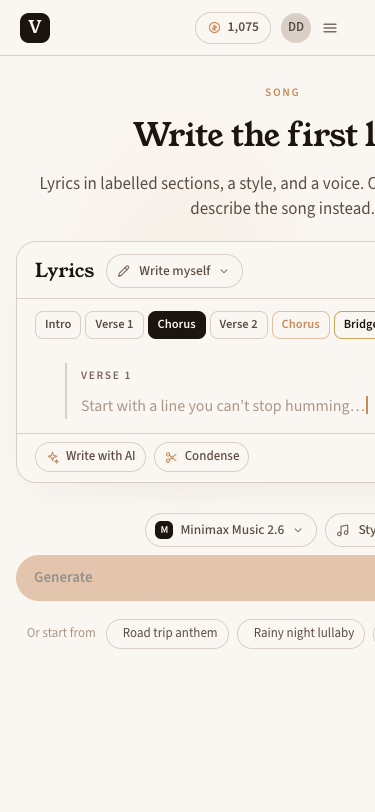 V 1,075 DD
SONG
Write the first l
Lyrics in labelled sections, a style, and a voice. O
describe the song instead.
Lyrics Write myself
Intro Verse 1 Chorus Verse 2 Chorus Bridge
VERSE 1
Start with a line you can’t stop humming…
Write with AI Condense
M Minimax Music 2.6 Sty
Generate
Or start from Road trip anthem Rainy night lullaby